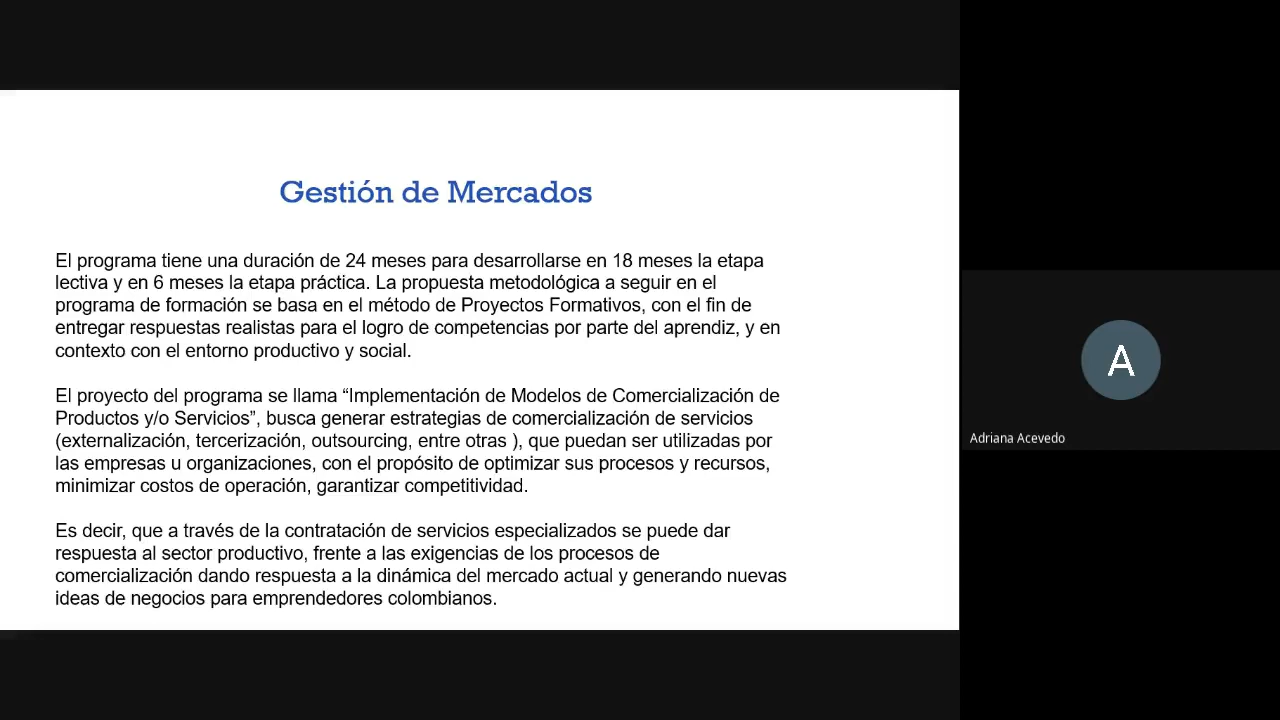 Gestión de Mercados
El programa tiene una duración de 24 meses para desarrollarse en 18 meses la etapa
lectiva y en 6 meses la etapa práctica. La propuesta metodológica a seguir en el
programa de formación se basa en el método de Proyectos Formativos, con el fin de
entregar respuestas realistas para el logro de competencias por parte del aprendiz, y en
contexto con el entorno productivo y social.
El proyecto del programa se llama “Implementación de Modelos de Comercialización de
Productos y/o Servicios”, busca generar estrategias de comercialización de servicios
(externalización, tercerización, outsourcing, entre otras ), que puedan ser utilizadas por
las empresas u organizaciones, con el propósito de optimizar sus procesos y recursos,
minimizar costos de operación, garantizar competitividad.
Es decir, que a través de la contratación de servicios especializados se puede dar
respuesta al sector productivo, frente a las exigencias de los procesos de
comercialización dando respuesta a la dinámica del mercado actual y generando nuevas
ideas de negocios para emprendedores colombianos.
A
Adriana Acevedo